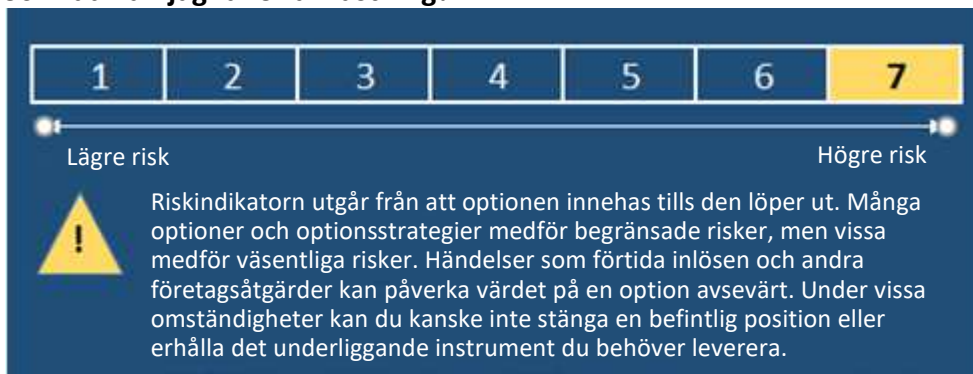 1 2 3 4 5 6 7
Lägre risk
Högre risk
Riskindikatorn utgår från att optionen innehas tills den löper ut. Många
optioner och optionsstrategier medför begränsade risker, men vissa
medför väsentliga risker. Händelser som förtida inlösen och andra
företagsåtgärder kan påverka värdet på en option avsevärt. Under vissa
omständigheter kan du kanske inte stänga en befintlig position eller
erhålla det underliggande instrument du behöver leverera.